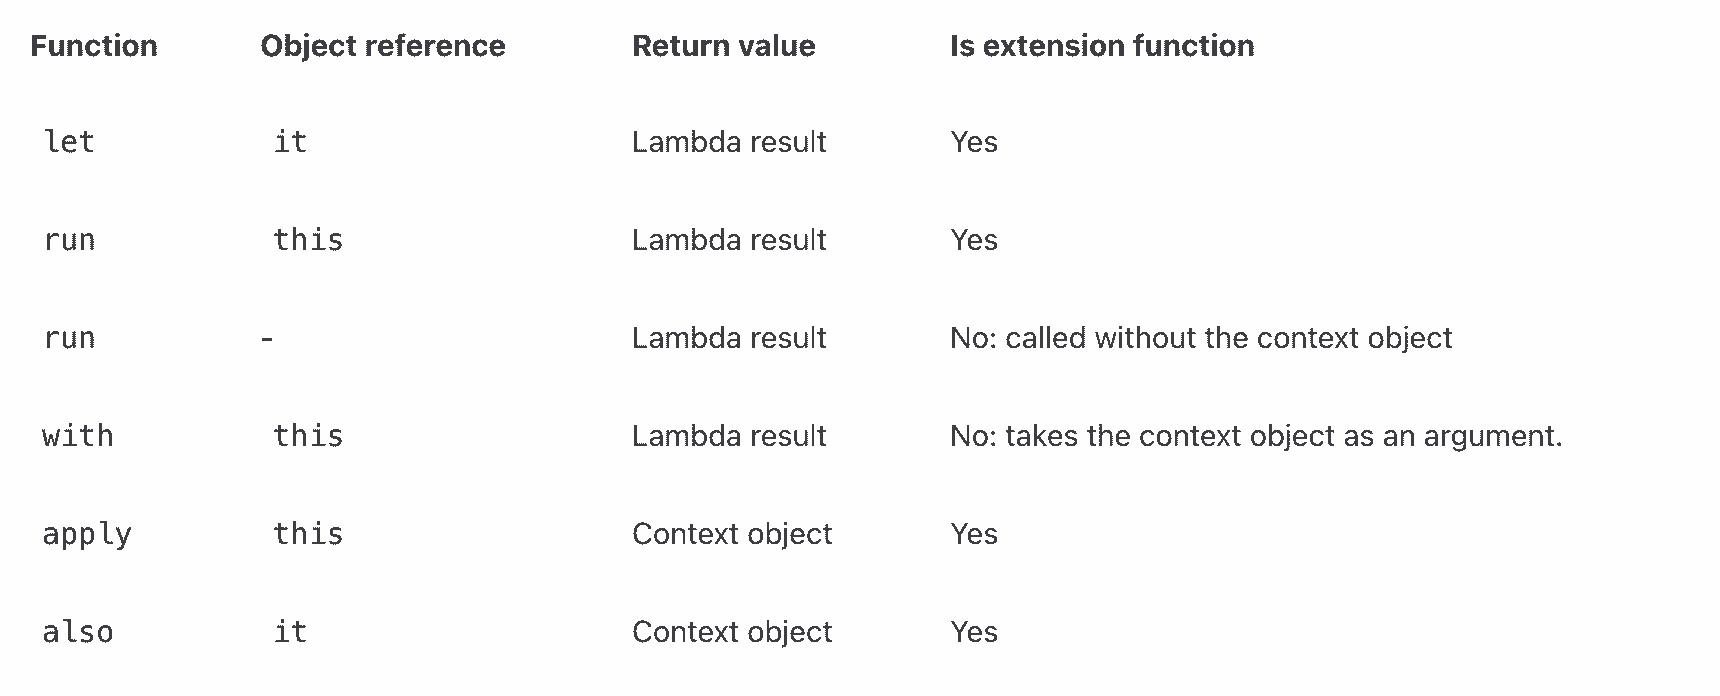 Function Object reference Return value Is extension function
let it Lambda result Yes
run this Lambda result Yes
run - Lambda result No: called without the context object
with this Lambda result No: takes the context object as an argument.
apply this Context object Yes
also it Context object Yes